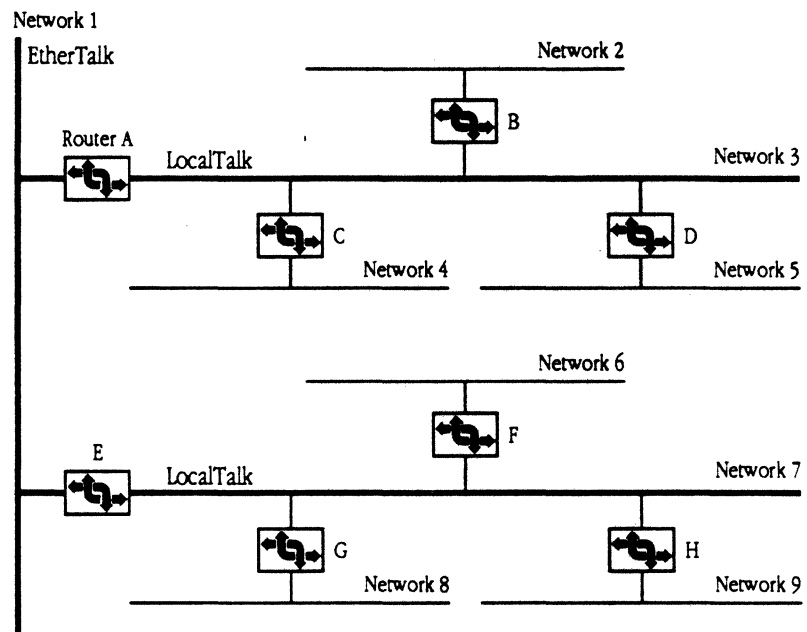 Network 1
EtherTalk
Network 2
B
Router A
LocalTalk
Network 3
C
D
Network 4
Network 5
Network 6
F
E
LocalTalk
Network 7
G
H
Network 8
Network 9